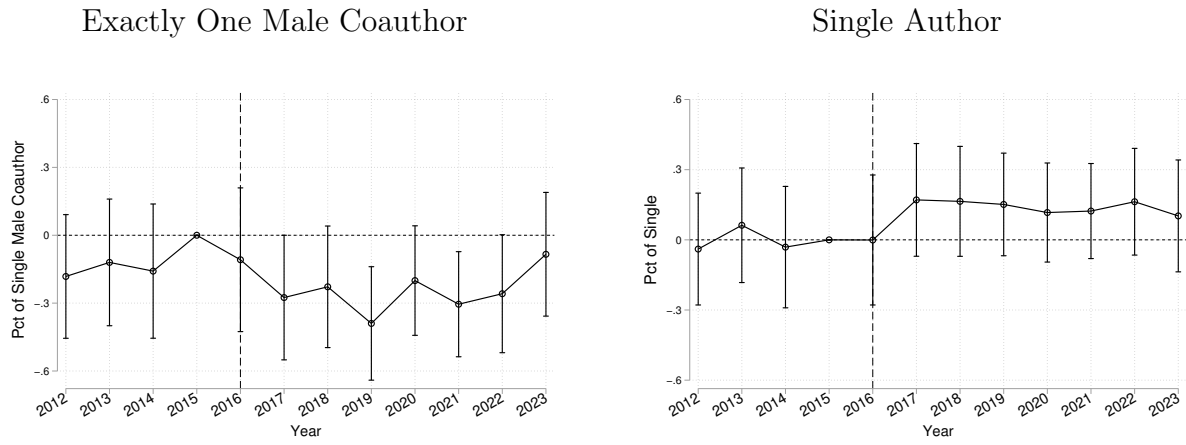 Exactly One Male Coauthor
Pct of Single Male Coauthor
.6
.3
0
-.3
-.6
2012 2013 2014 2015 2016 2017 2018 2019 2020 2021 2022 2023
Year
Single Author
Pct of Single
.6
.3
0
-.3
-.6
2012 2013 2014 2015 2016 2017 2018 2019 2020 2021 2022 2023
Year